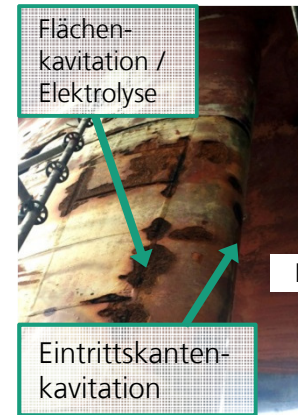 Flächen-
kavitation /
Elektrolyse
Eintrittskanten-
kavitation